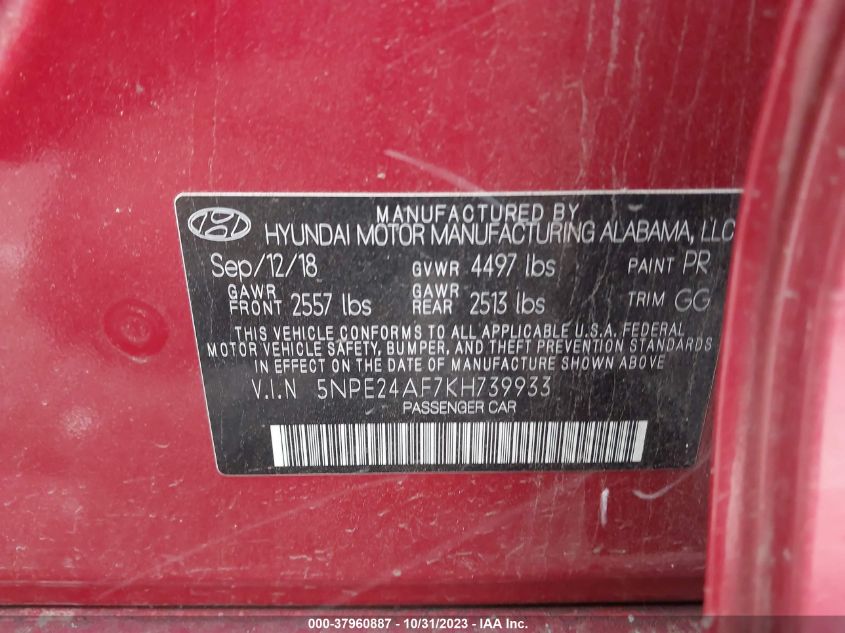 MANUFACTURED BY
HYUNDAI MOTOR MANUFACTURING ALABAMA, LLC
Sep/12/18 GVWR 4497 lbs PAINT PR
GAWR FRONT 2557 lbs GAWR REAR 2513 lbs TRIM GG
THIS VEHICLE CONFORMS TO ALL APPLICABLE U.S.A. FEDERAL
MOTOR VEHICLE SAFETY, BUMPER, AND THEFT PREVENTION STANDARDS
IN EFFECT ON THE DATE OF MANUFACTURE SHOWN ABOVE.
V.I.N 5NPE24AF7KH739933
PASSENGER CAR
000-37960887 - 10/31/2023 - IAAI.com